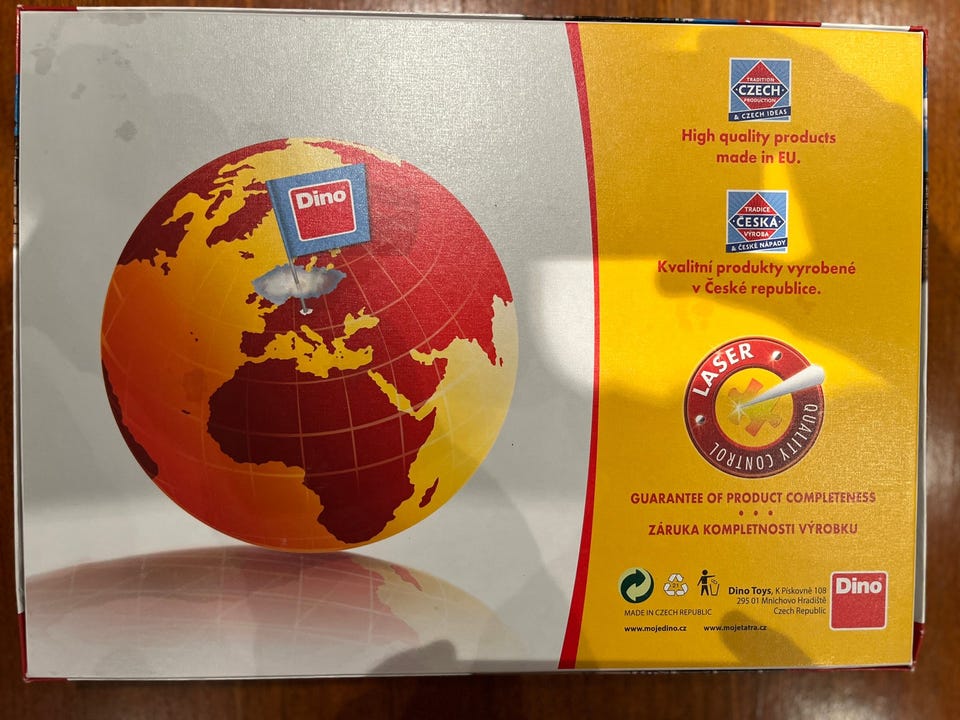 Dino
TRADITION
CZECH
PRODUCTION
& CZECH IDEAS
High quality products
made in EU.
TRADICE
ČESKÁ
VÝROBA
& ČESKÉ NÁPADY
Kvalitní produkty vyrobené
v České republice.
LASER
QUALITY CONTROL
GUARANTEE OF PRODUCT COMPLETENESS
ZÁRUKA KOMPLETNOSTI VÝROBKU
21
MADE IN CZECH REPUBLIC
Dino Toys, K Pískovně 108
295 01 Mnichovo Hradiště
Czech Republic
Dino
www.mojedino.cz www.mojetatra.cz